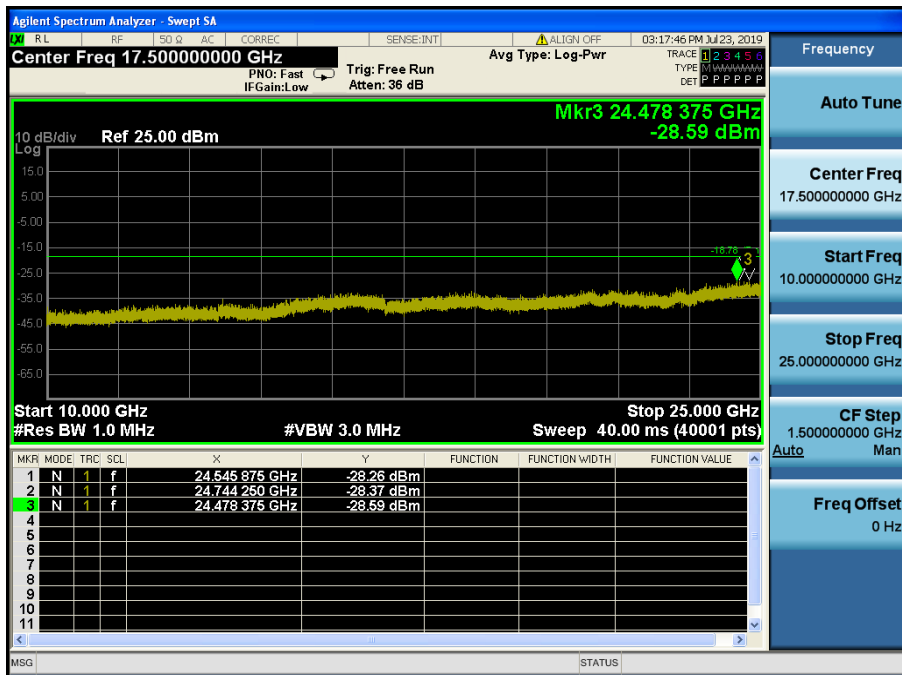 Agilent Spectrum Analyzer - Swept SA
LXI RL RF 50 Ω AC CORREC SENSE:INT ALIGN OFF 03:17:46 PM Jul 23, 2019
Center Freq 17.500000000 GHz
PNO: Fast
IFGain:Low
Trig: Free Run
Atten: 36 dB
Avg Type: Log-Pwr
TRACE 1 2 3 4 5 6
TYPE M WWWWW
DET P P P P P P
Mkr3 24.478 375 GHz
-28.59 dBm
10 dB/div Ref 25.00 dBm
Log
15.0
5.00
-5.00
-15.0
-25.0
-35.0
-45.0
-55.0
-65.0
-18.78
3
Start 10.000 GHz Stop 25.000 GHz
#Res BW 1.0 MHz #VBW 3.0 MHz Sweep 40.00 ms (40001 pts)
MKR MODE TRC SCL X Y FUNCTION FUNCTION WIDTH FUNCTION VALUE
1 N 1 f 24.545 875 GHz -28.26 dBm
2 N 1 f 24.744 250 GHz -28.37 dBm
3 N 1 f 24.478 375 GHz -28.59 dBm
4
5
6
7
8
9
10
11
MSG STATUS
Frequency
Auto Tune
Center Freq
17.500000000 GHz
Start Freq
10.000000000 GHz
Stop Freq
25.000000000 GHz
CF Step
1.500000000 GHz
Auto Man
Freq Offset
0 Hz